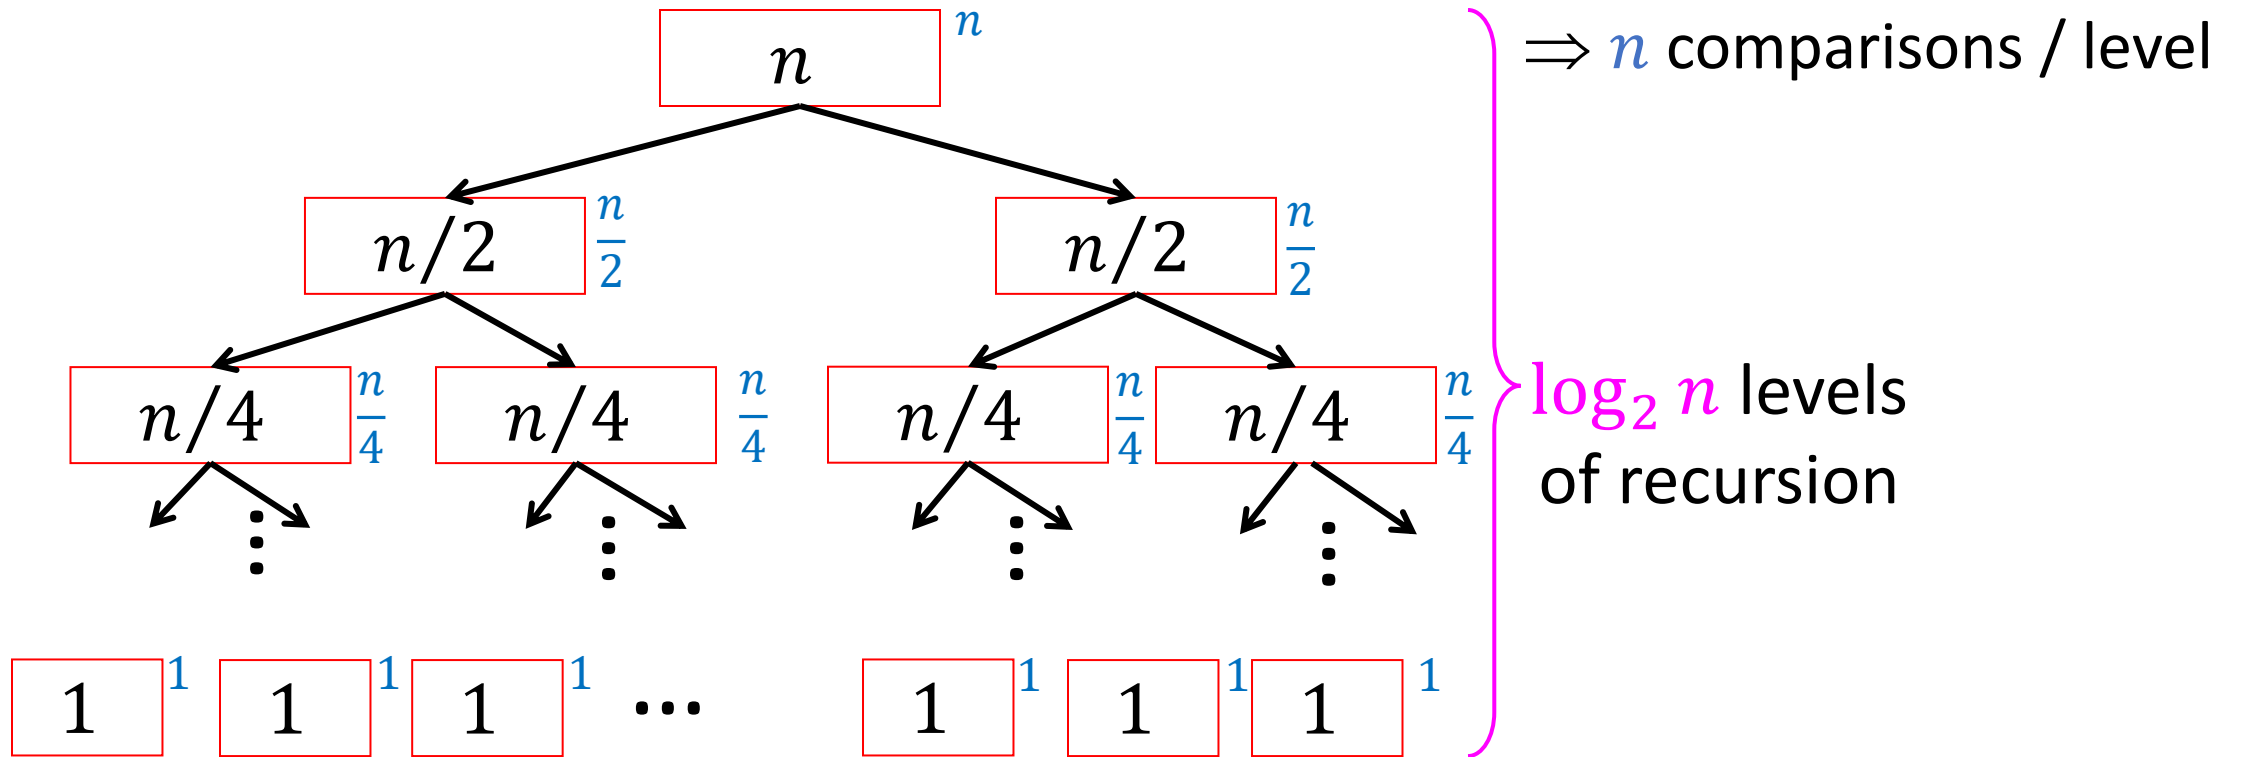 n n ⇒ n comparisons / level
n/2 n/2 n/2 n/2
n/4 n/4 n/4 n/4 n/4 n/4 n/4 n/4 log₂ n levels
of recursion
⋮ ⋮ ⋮ ⋮
1 1 1 1 1 1 ⋯ 1 1 1 1 1 1